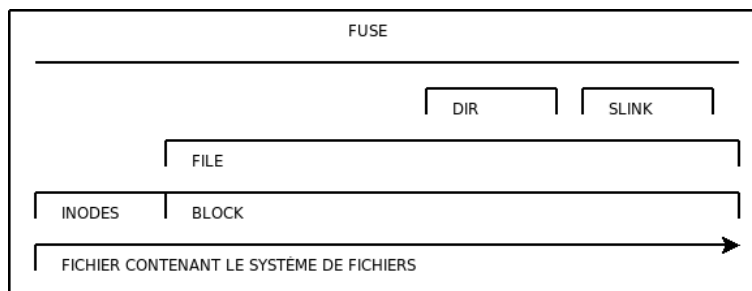 FUSE
DIR SLINK
FILE
INODES BLOCK
FICHIER CONTENANT LE SYSTÈME DE FICHIERS